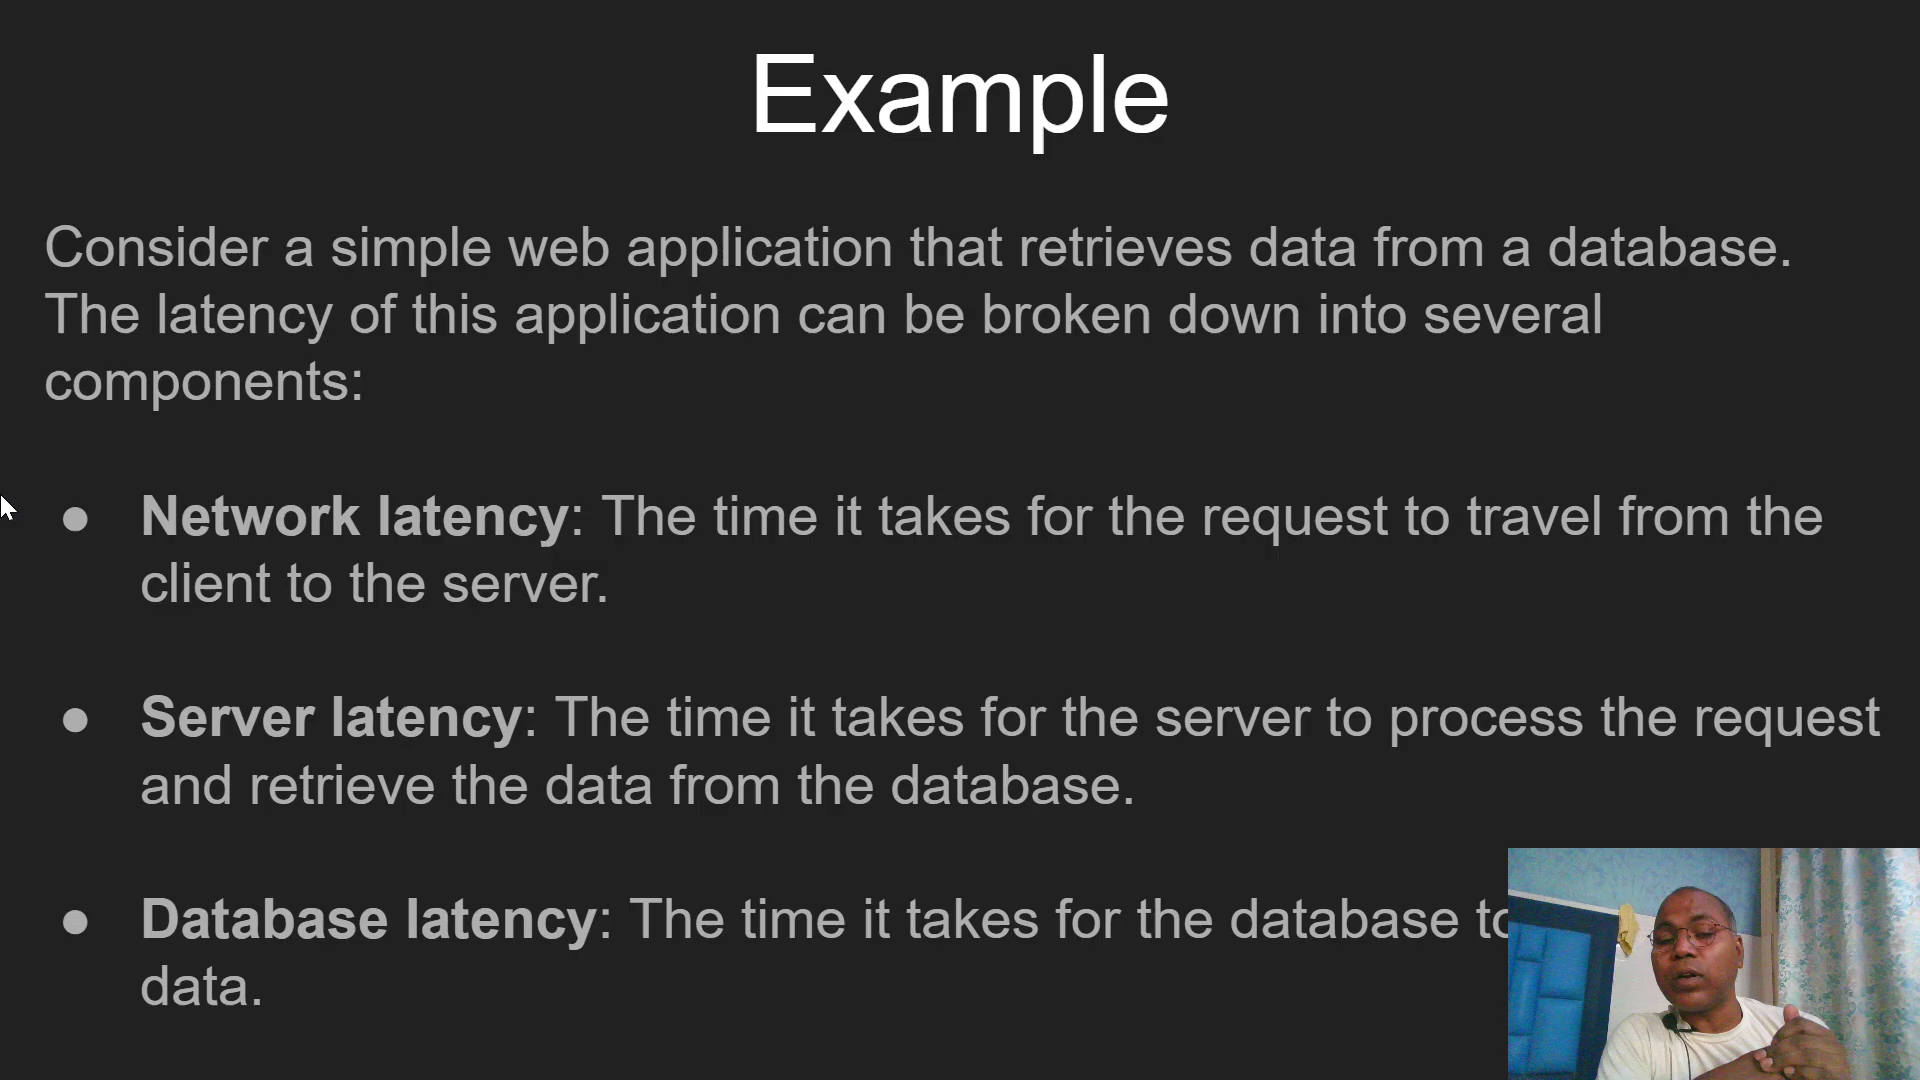 Example
Consider a simple web application that retrieves data from a database.
The latency of this application can be broken down into several
components:
● Network latency: The time it takes for the request to travel from the
client to the server.
● Server latency: The time it takes for the server to process the request
and retrieve the data from the database.
● Database latency: The time it takes for the database to
data.